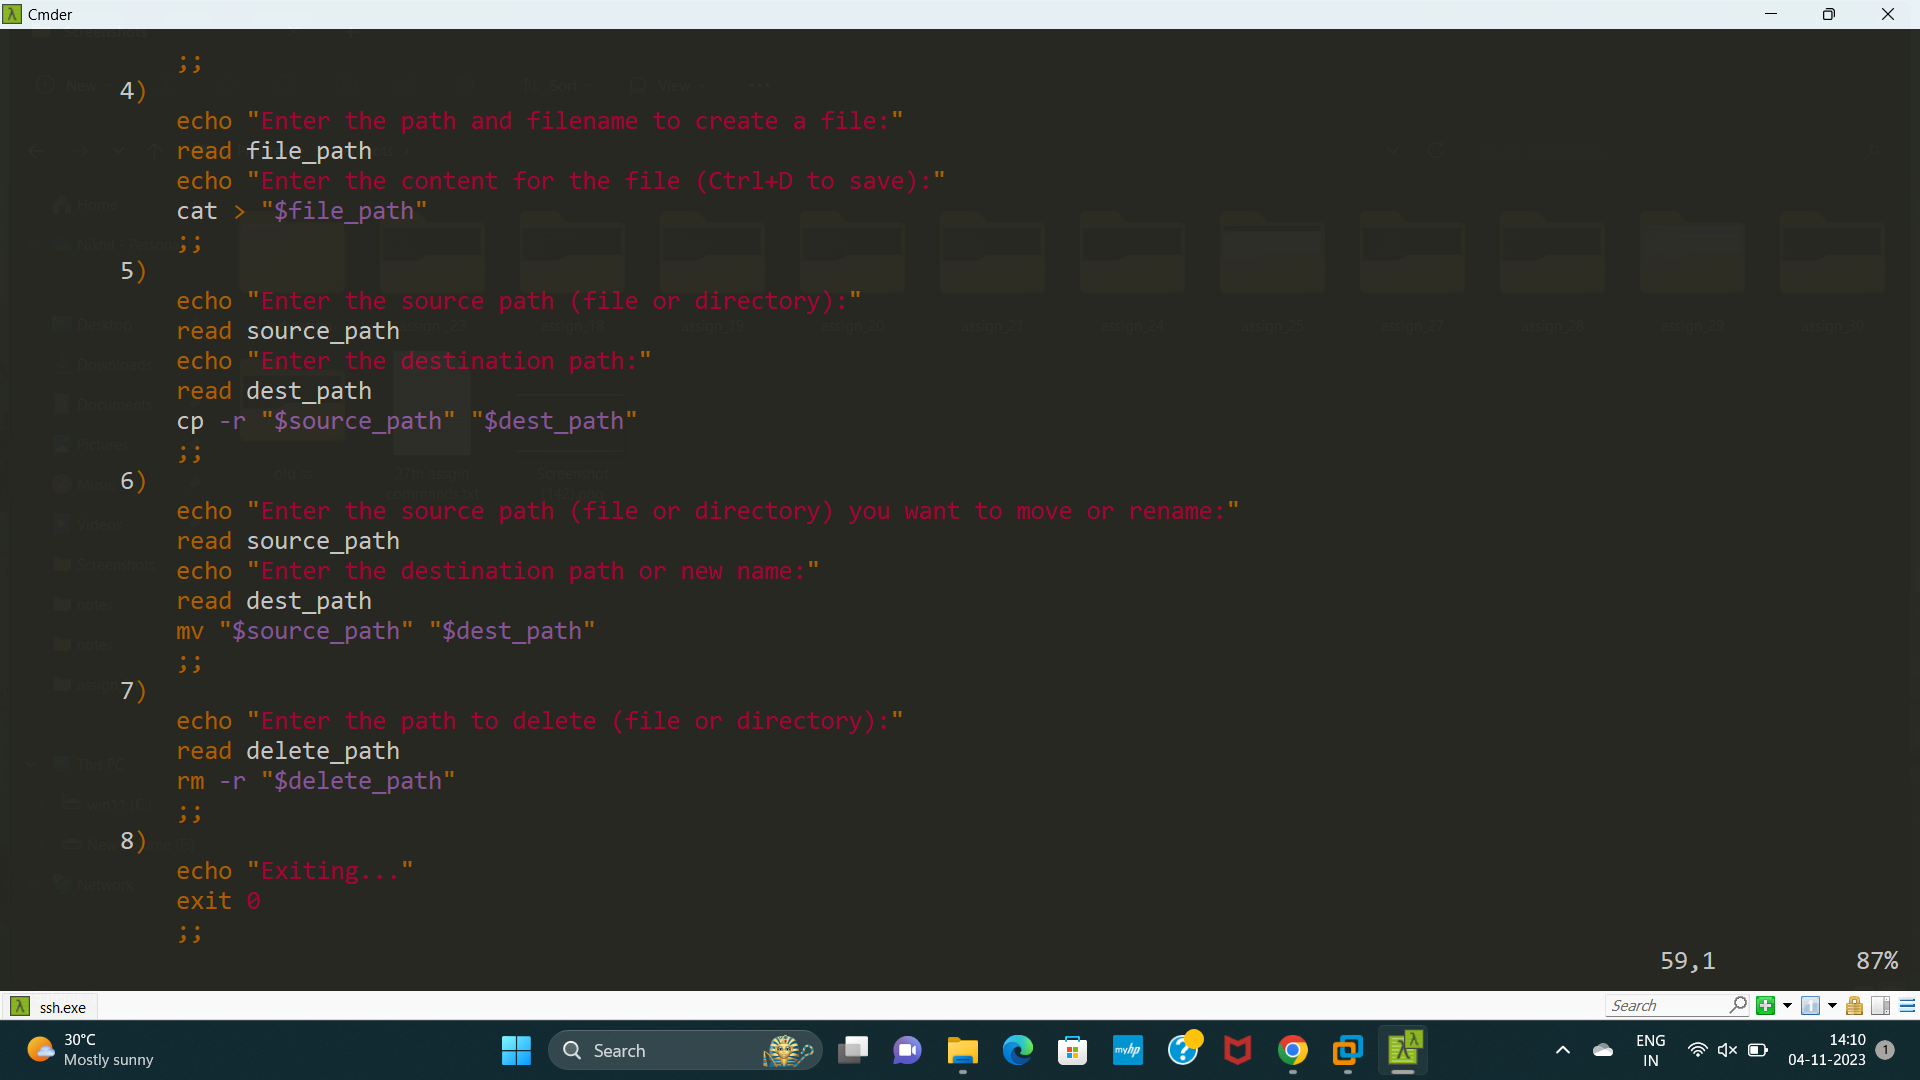 Cmder
;;
4)
echo "Enter the path and filename to create a file:"
read file_path
echo "Enter the content for the file (Ctrl+D to save):"
cat > "$file_path"
;;
5)
echo "Enter the source path (file or directory):"
read source_path
echo "Enter the destination path:"
read dest_path
cp -r "$source_path" "$dest_path"
;;
6)
echo "Enter the source path (file or directory) you want to move or rename:"
read source_path
echo "Enter the destination path or new name:"
read dest_path
mv "$source_path" "$dest_path"
;;
7)
echo "Enter the path to delete (file or directory):"
read delete_path
rm -r "$delete_path"
;;
8)
echo "Exiting..."
exit 0
;;
59,1 87%
ssh.exe Search
30°C
Mostly sunny
Search
myhp
ENG
IN
14:10
04-11-2023
1